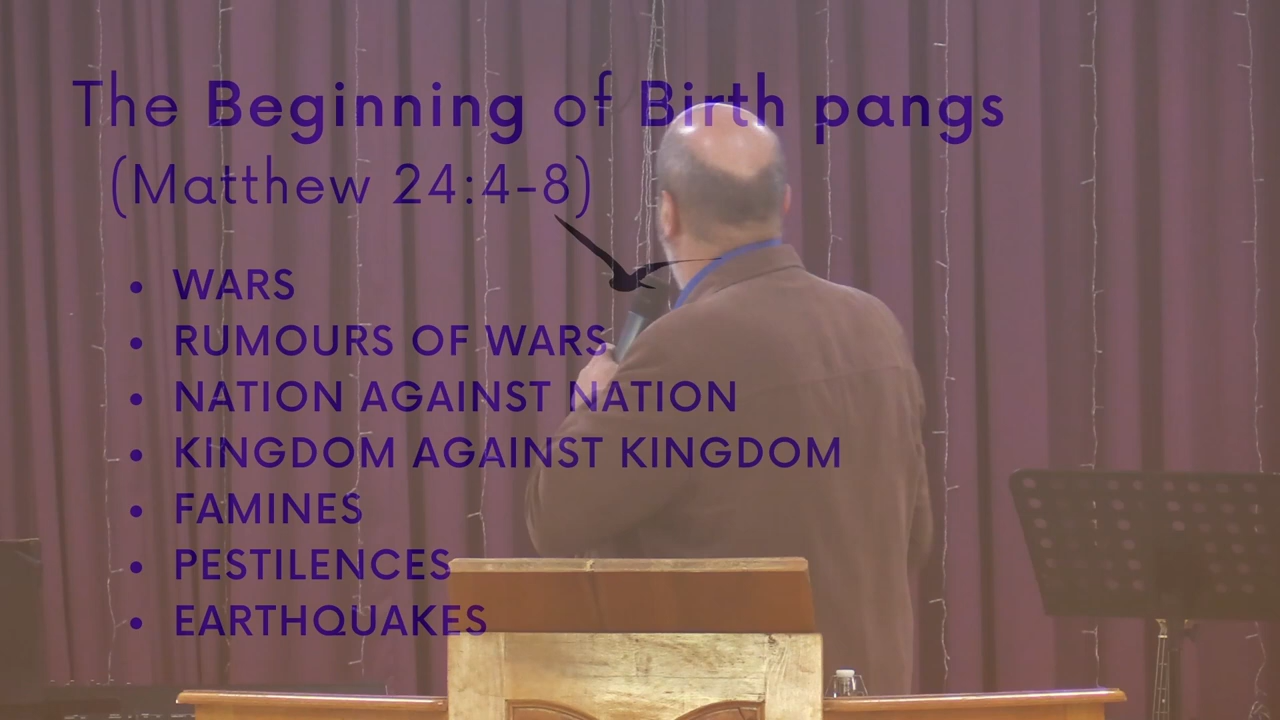 The Beginning of Birth pangs
(Matthew 24:4-8)
• WARS
• RUMOURS OF WARS
• NATION AGAINST NATION
• KINGDOM AGAINST KINGDOM
• FAMINES
• PESTILENCES
• EARTHQUAKES